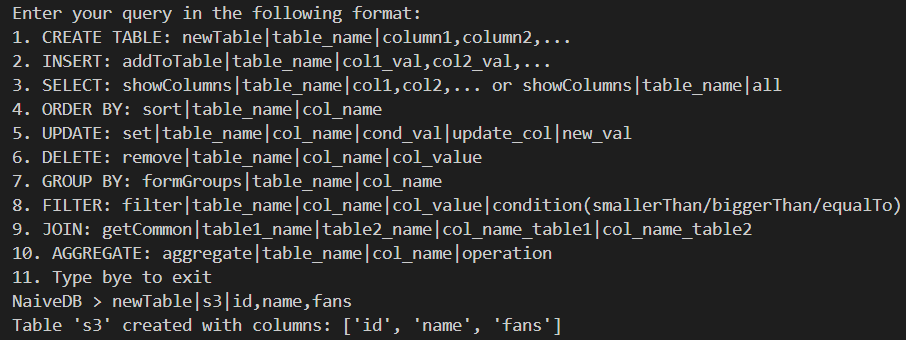 Enter your query in the following format:
1. CREATE TABLE: newTable|table_name|column1,column2,...
2. INSERT: addToTable|table_name|col1_val,col2_val,...
3. SELECT: showColumns|table_name|col1,col2,... or showColumns|table_name|all
4. ORDER BY: sort|table_name|col_name
5. UPDATE: set|table_name|col_name|cond_val|update_col|new_val
6. DELETE: remove|table_name|col_name|col_value
7. GROUP BY: formGroups|table_name|col_name
8. FILTER: filter|table_name|col_name|col_value|condition(smallerThan/biggerThan/equalTo)
9. JOIN: getCommon|table1_name|table2_name|col_name_table1|col_name_table2
10. AGGREGATE: aggregate|table_name|col_name|operation
11. Type bye to exit
NaiveDB > newTable|s3|id,name,fans
Table 's3' created with columns: ['id', 'name', 'fans']